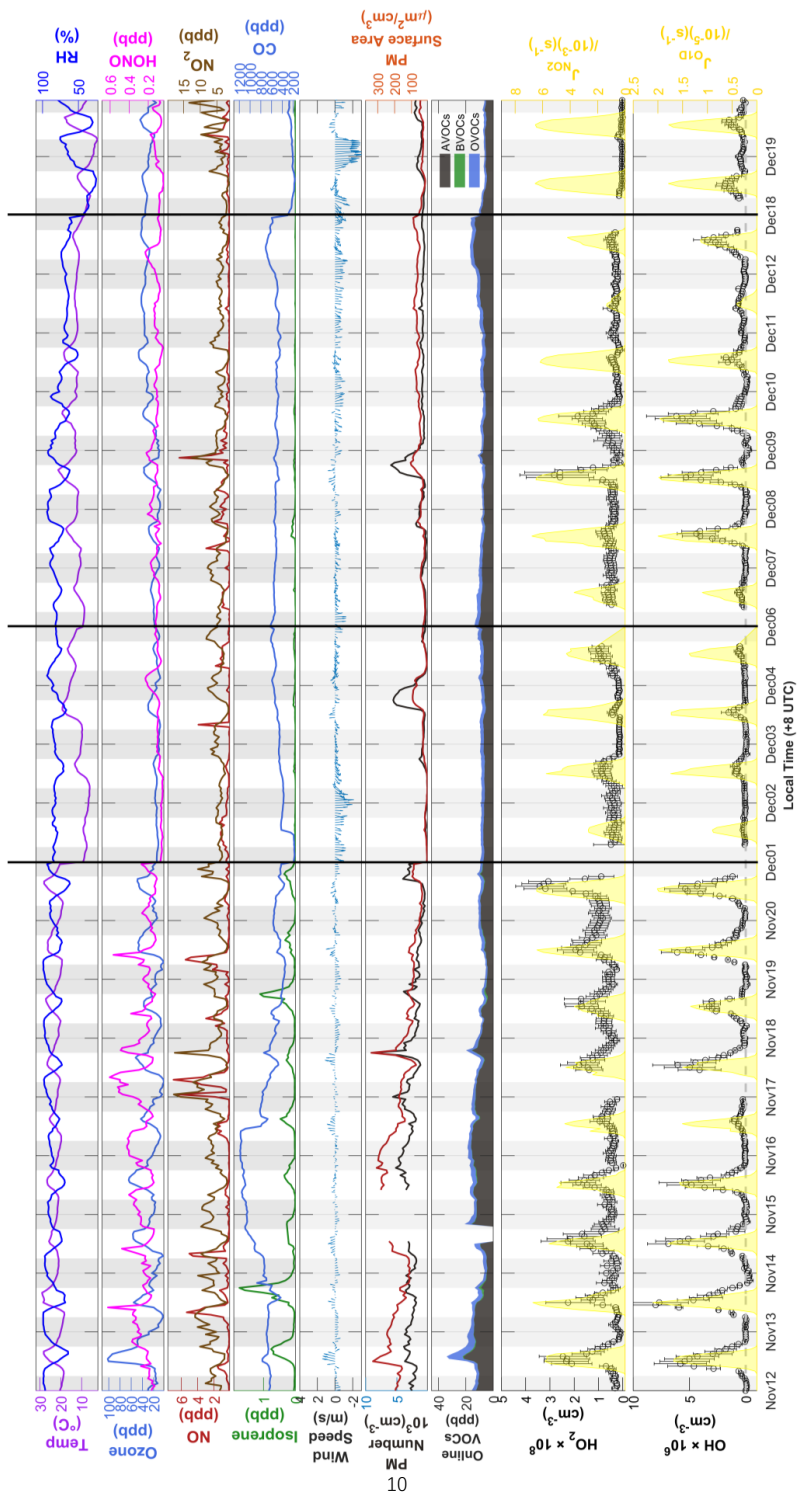 Temp
(°C)
30
20
10
100
50
RH
(%)
Ozone
(ppb)
100
80
60
40
20
0.6
0.4
0.2
HONO
(ppb)
NO
(ppb)
6
4
2
15
10
5
NO2
(ppb)
Isoprene
(ppb)
1
1200
1000
800
600
400
200
CO
(ppb)
Wind
Speed
(m/s)
4
2
0
-2
PM
Number
10³(cm⁻³)
10
5
300
200
100
PM
Surface Area
(μm²/cm³)
Online
VOCs
(ppb)
40
20
AVOCs
BVOCs
OVOCs
HO2 × 10⁸
(cm⁻³)
5
4
3
2
1
0
8
6
4
2
0
JNO2
/(10⁻³)(s⁻¹)
OH × 10⁶
(cm⁻³)
5
0
2
1.5
1
0.5
0
JO1D
/(10⁻⁵)(s⁻¹)
Nov12
Nov13
Nov14
Nov15
Nov16
Nov17
Nov18
Nov19
Nov20
Dec01
Dec02
Dec03
Dec04
Dec06
Dec07
Dec08
Dec09
Dec10
Dec11
Dec12
Dec18
Dec19
Local Time (+8 UTC)
10